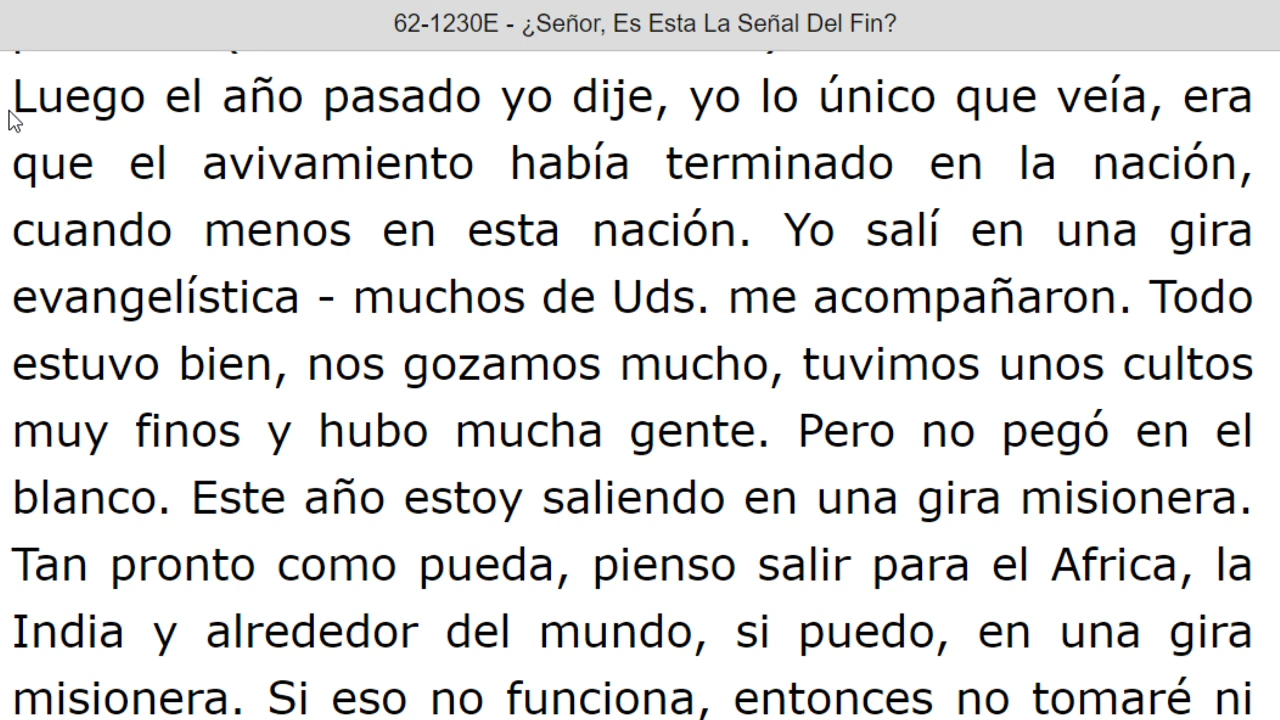 62-1230E - ¿Señor, Es Esta La Señal Del Fin?
Luego el año pasado yo dije, yo lo único que veía, era
que el avivamiento había terminado en la nación,
cuando menos en esta nación. Yo salí en una gira
evangelística - muchos de Uds. me acompañaron. Todo
estuvo bien, nos gozamos mucho, tuvimos unos cultos
muy finos y hubo mucha gente. Pero no pegó en el
blanco. Este año estoy saliendo en una gira misionera.
Tan pronto como pueda, pienso salir para el Africa, la
India y alrededor del mundo, si puedo, en una gira
misionera. Si eso no funciona, entonces no tomaré ni